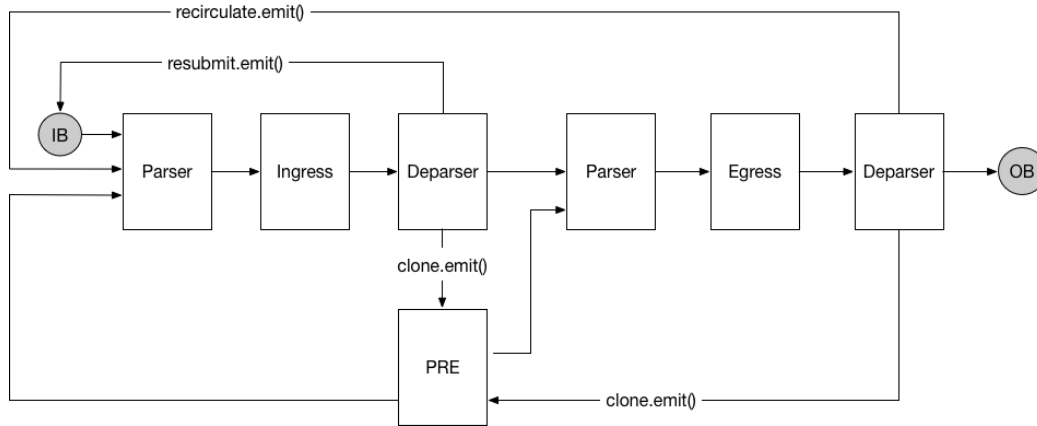 recirculate.emit()
resubmit.emit()
IB
Parser
Ingress
Deparser
Parser
Egress
Deparser
OB
clone.emit()
PRE
clone.emit()